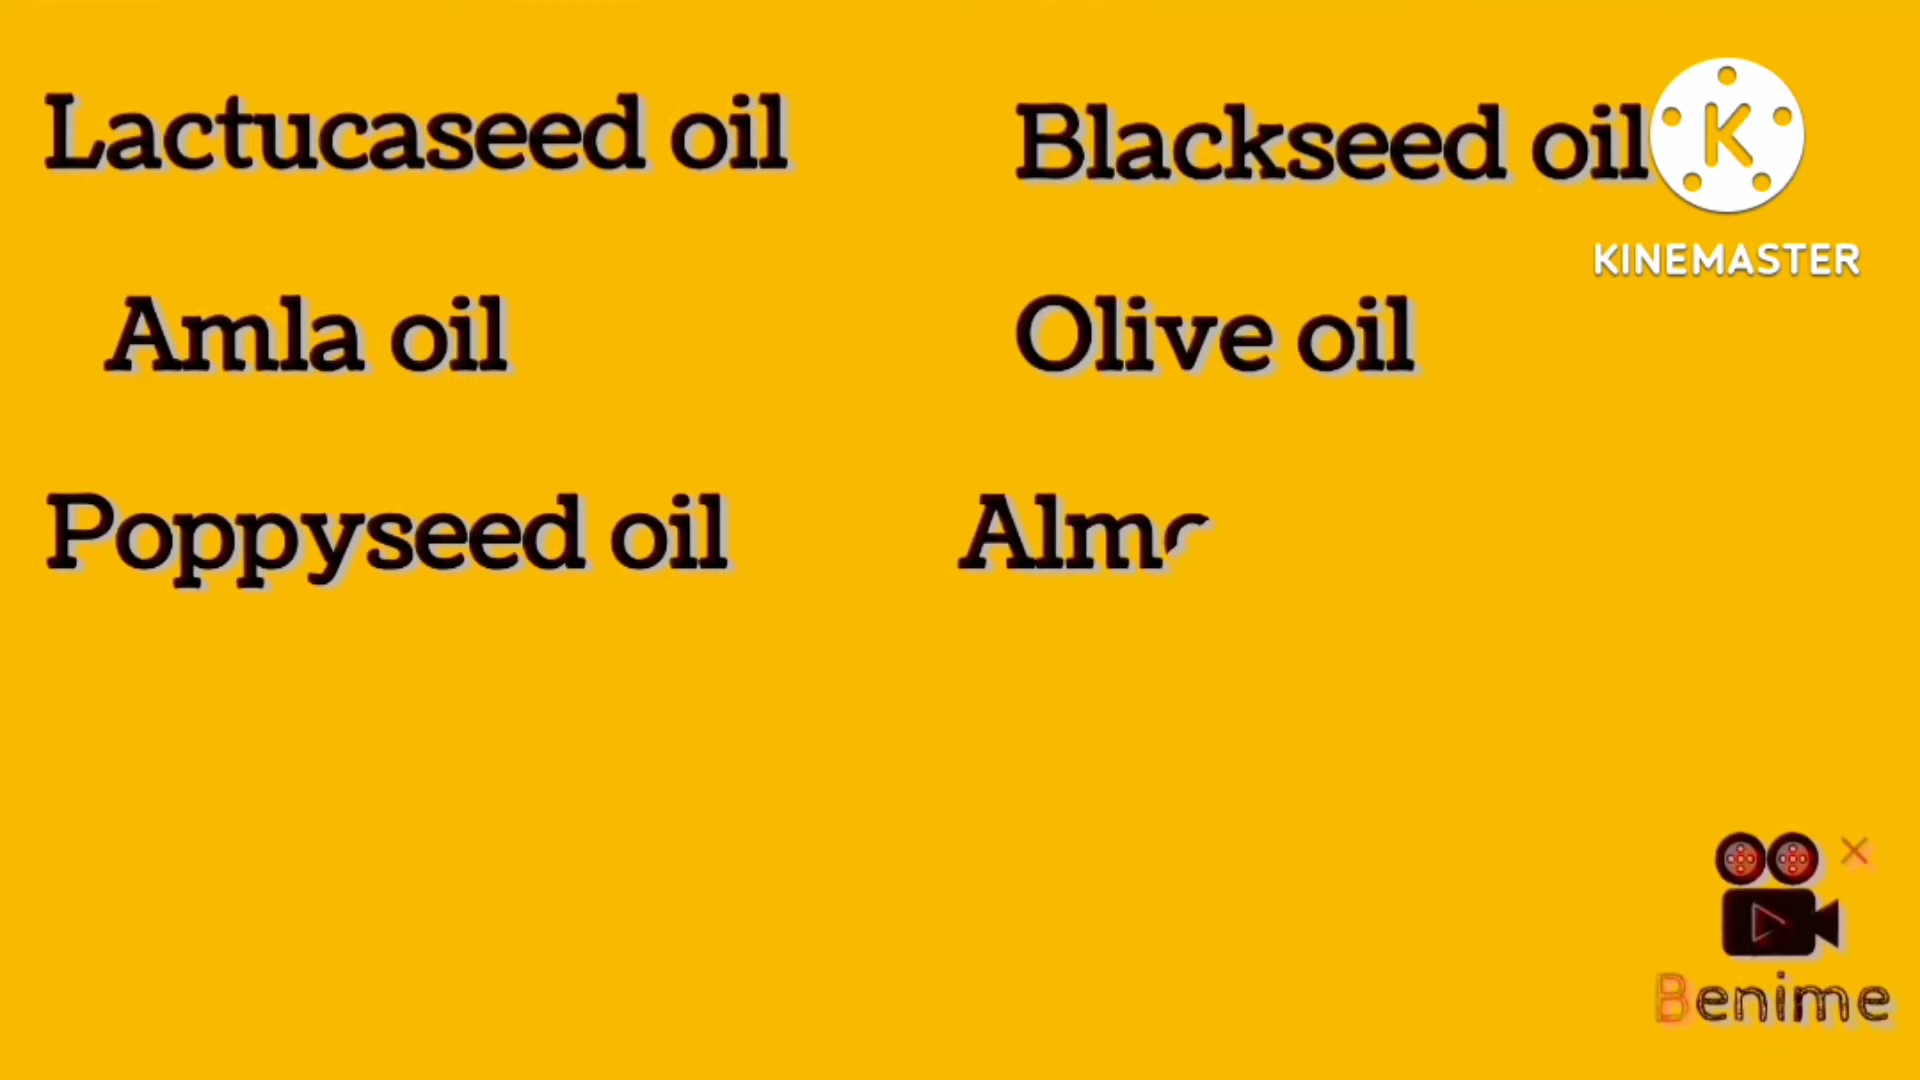 Lactucaseed oil
Blackseed oil
KINEMASTER
Amla oil
Olive oil
Poppyseed oil
Benime